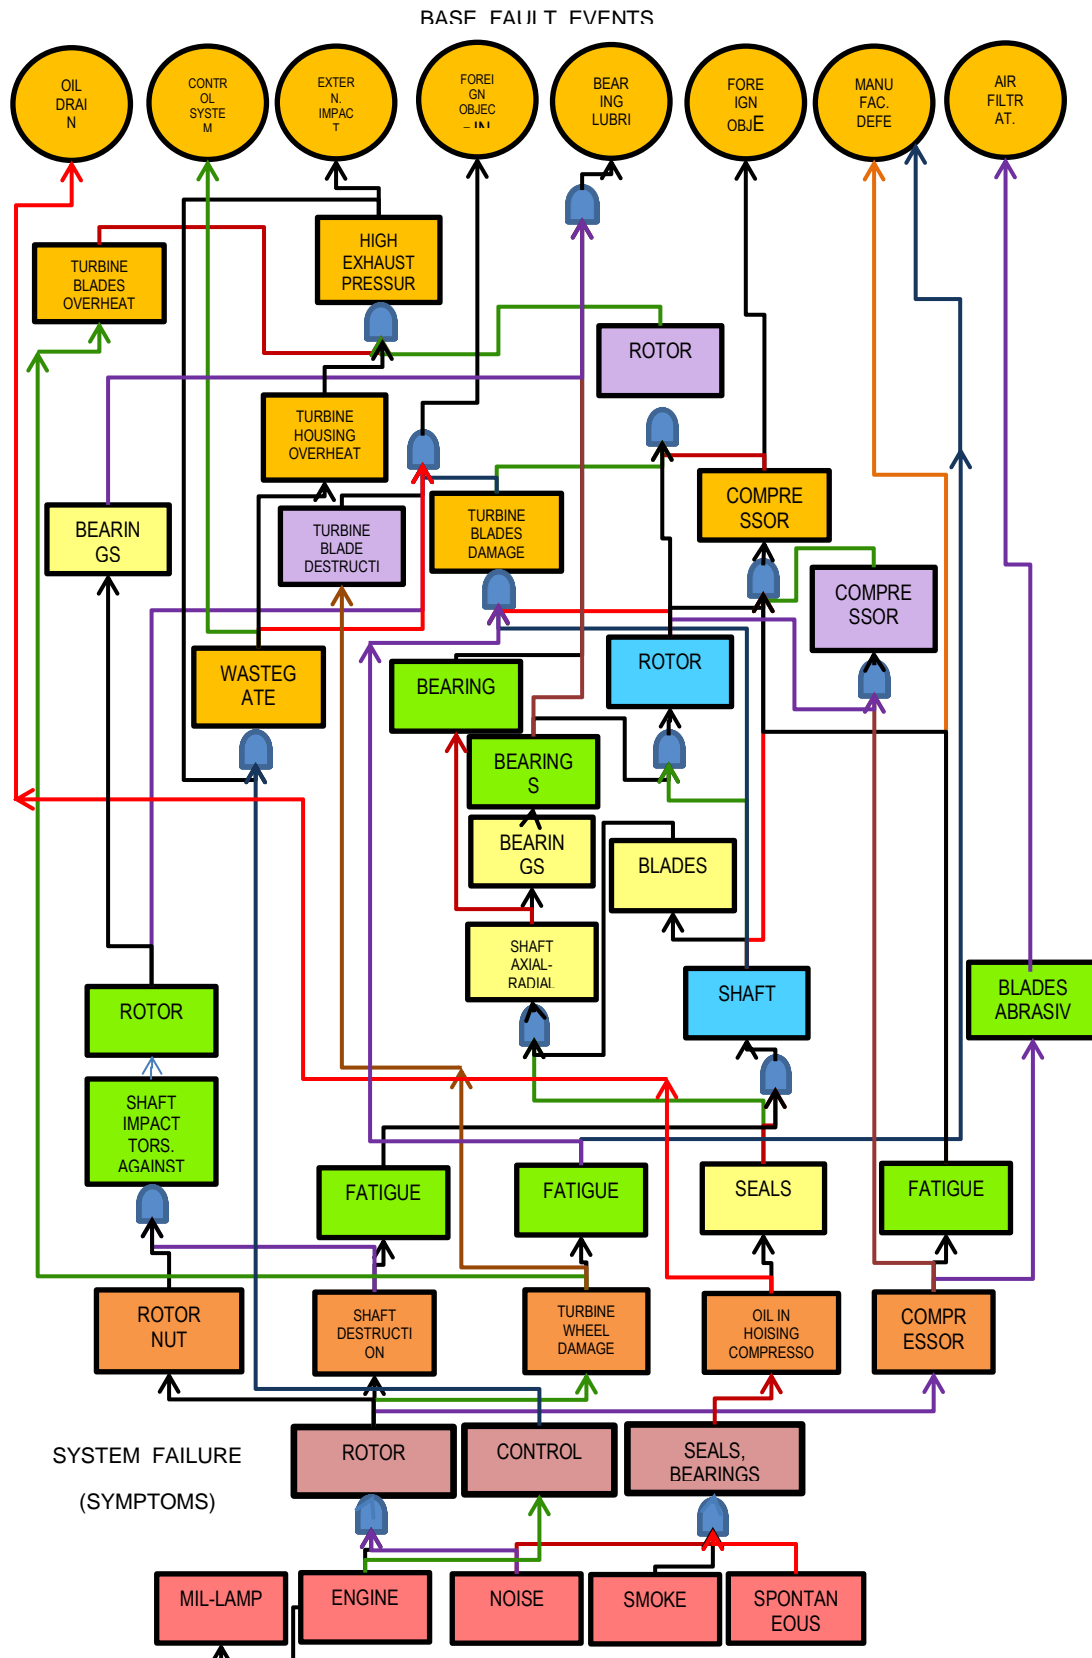 BASE FAULT EVENTS
OIL
DRAI
N
CONTR
OL
SYSTE
M
EXTER
N.
IMPAC
T
FOREI
GN
OBJEC
BEAR
ING
LUBRI
FORE
IGN
OBJE
MANU
FAC.
DEFE
AIR
FILTR
AT.
TURBINE
BLADES
OVERHEAT
HIGH
EXHAUST
PRESSUR
ROTOR
TURBINE
HOUSING
OVERHEAT
BEARIN
GS
TURBINE
BLADE
DESTRUCTI
TURBINE
BLADES
DAMAGE
COMPRE
SSOR
COMPRE
SSOR
WASTEG
ATE
BEARING
ROTOR
BEARING
S
BEARIN
GS
BLADES
SHAFT
AXIAL-
RADIAL
ROTOR
SHAFT
BLADES
ABRASIV
SHAFT
IMPACT
TORS.
AGAINST
FATIGUE
FATIGUE
SEALS
FATIGUE
ROTOR
NUT
SHAFT
DESTRUCTI
ON
TURBINE
WHEEL
DAMAGE
OIL IN
HOISING
COMPRESSO
COMPR
ESSOR
SYSTEM FAILURE
(SYMPTOMS)
ROTOR
CONTROL
SEALS,
BEARINGS
MIL-LAMP
ENGINE
NOISE
SMOKE
SPONTAN
EOUS